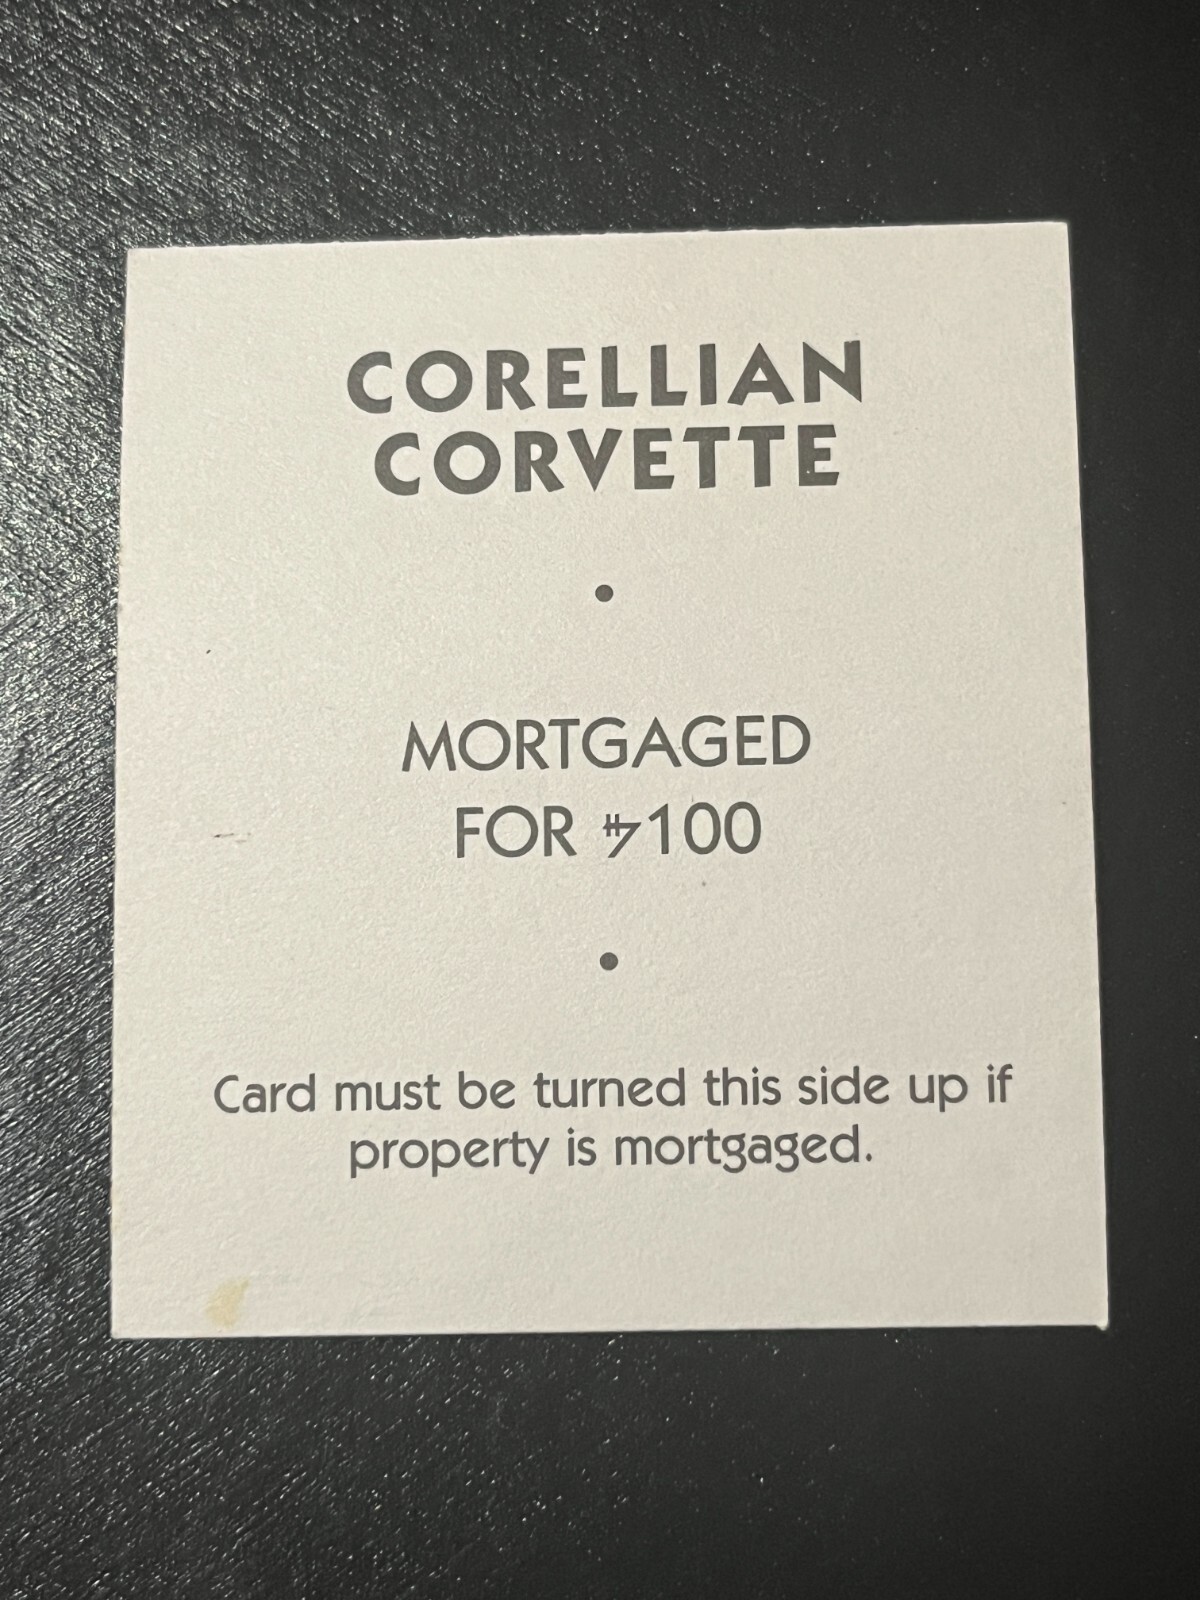 CORELLIAN
CORVETTE
•
MORTGAGED
FOR 100
•
Card must be turned this side up if
property is mortgaged.